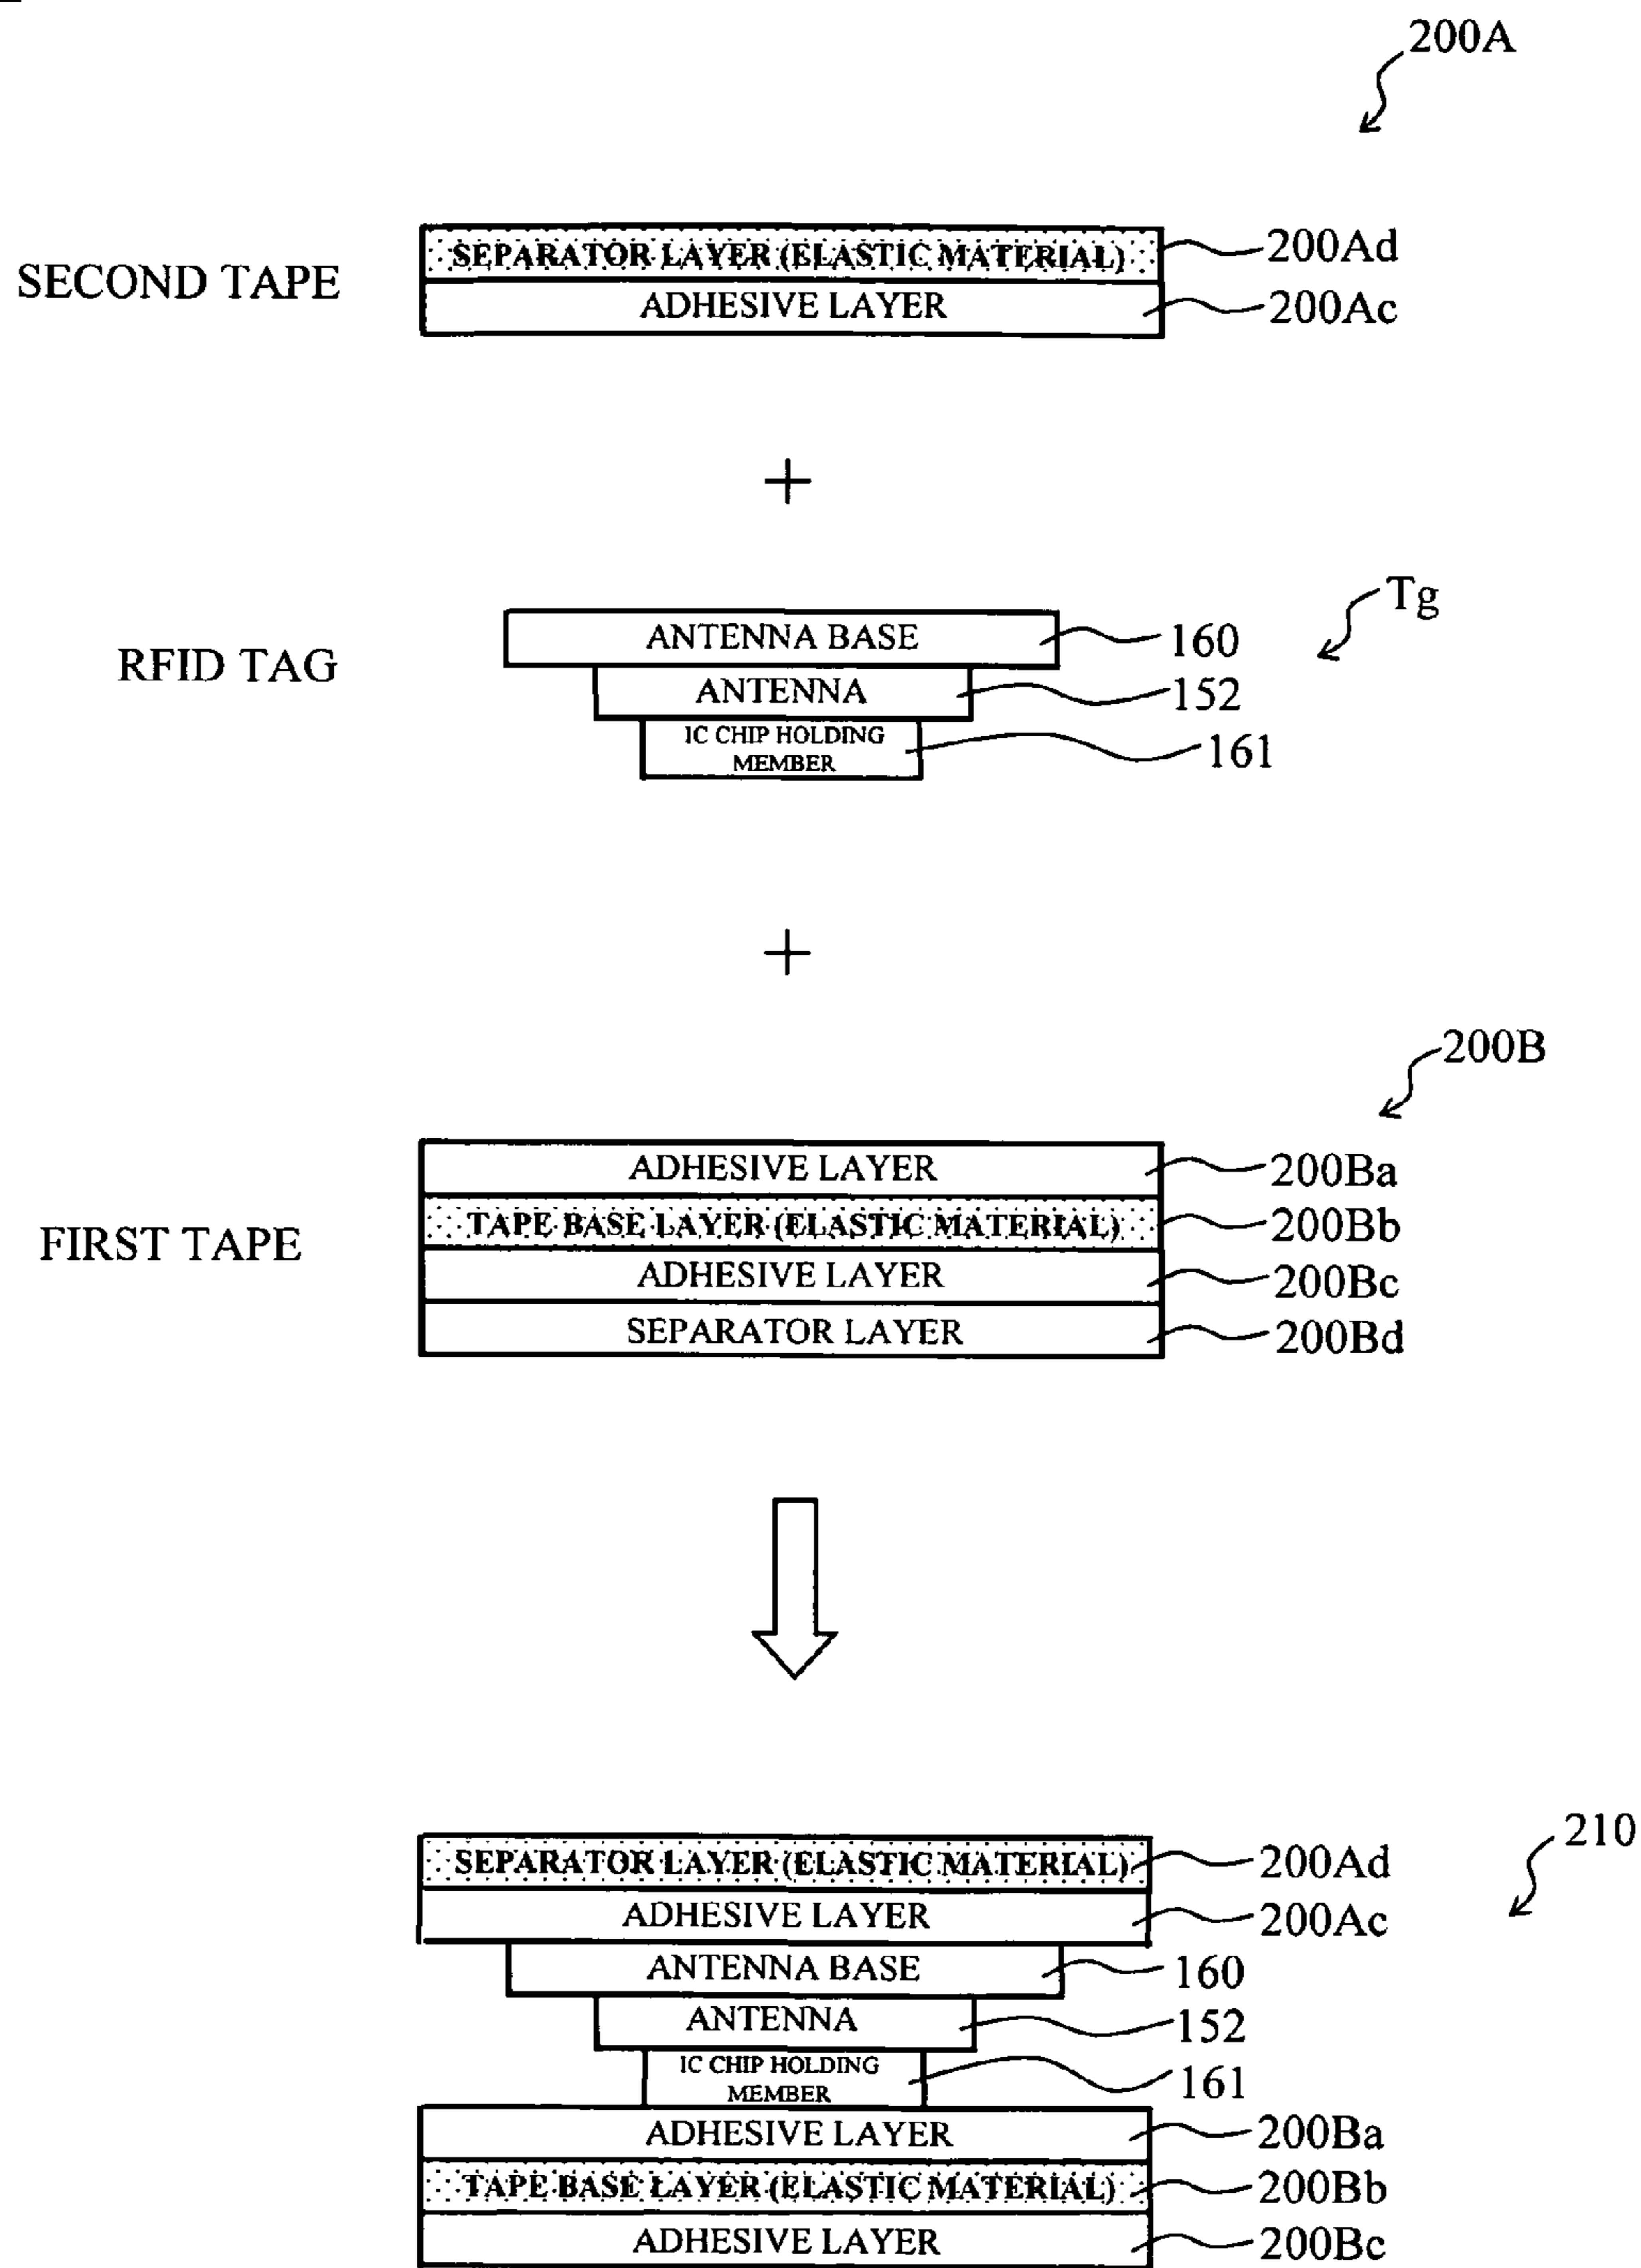 200A
SECOND TAPE
SEPARATOR LAYER (ELASTIC MATERIAL)
200Ad
ADHESIVE LAYER
200Ac
+
Tg
RFID TAG
ANTENNA BASE
160
ANTENNA
152
IC CHIP HOLDING
MEMBER
161
+
200B
FIRST TAPE
ADHESIVE LAYER
200Ba
TAPE BASE LAYER (ELASTIC MATERIAL)
200Bb
ADHESIVE LAYER
200Bc
SEPARATOR LAYER
200Bd
210
SEPARATOR LAYER (ELASTIC MATERIAL)
200Ad
ADHESIVE LAYER
200Ac
ANTENNA BASE
160
ANTENNA
152
IC CHIP HOLDING
MEMBER
161
ADHESIVE LAYER
200Ba
TAPE BASE LAYER (ELASTIC MATERIAL)
200Bb
ADHESIVE LAYER
200Bc